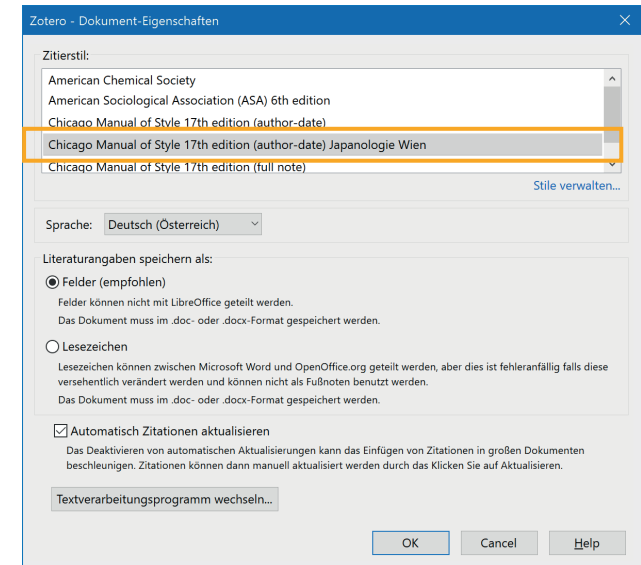 Zotero - Dokument-Eigenschaften
Zitierstil:
American Chemical Society
American Sociological Association (ASA) 6th edition
Chicago Manual of Style 17th edition (author-date)
Chicago Manual of Style 17th edition (author-date) Japanologie Wien
Chicago Manual of Style 17th edition (full note)
Stile verwalten...
Sprache: Deutsch (Österreich)
Literaturangaben speichern als:
Felder (empfohlen)
Felder können nicht mit LibreOffice geteilt werden.
Das Dokument muss im .doc- oder .docx-Format gespeichert werden.
Lesezeichen
Lesezeichen können zwischen Microsoft Word und OpenOffice.org geteilt werden, aber dies ist fehleranfällig falls diese
versehentlich verändert werden und können nicht als Fußnoten benutzt werden.
Das Dokument muss im .doc- oder .docx-Format gespeichert werden.
Automatisch Zitationen aktualisieren
Das Deaktivieren von automatischen Aktualisierungen kann das Einfügen von Zitationen in großen Dokumenten
beschleunigen. Zitationen können dann manuell aktualisiert werden durch das Klicken Sie auf Aktualisieren.
Textverarbeitungsprogramm wechseln...
OK Cancel Help